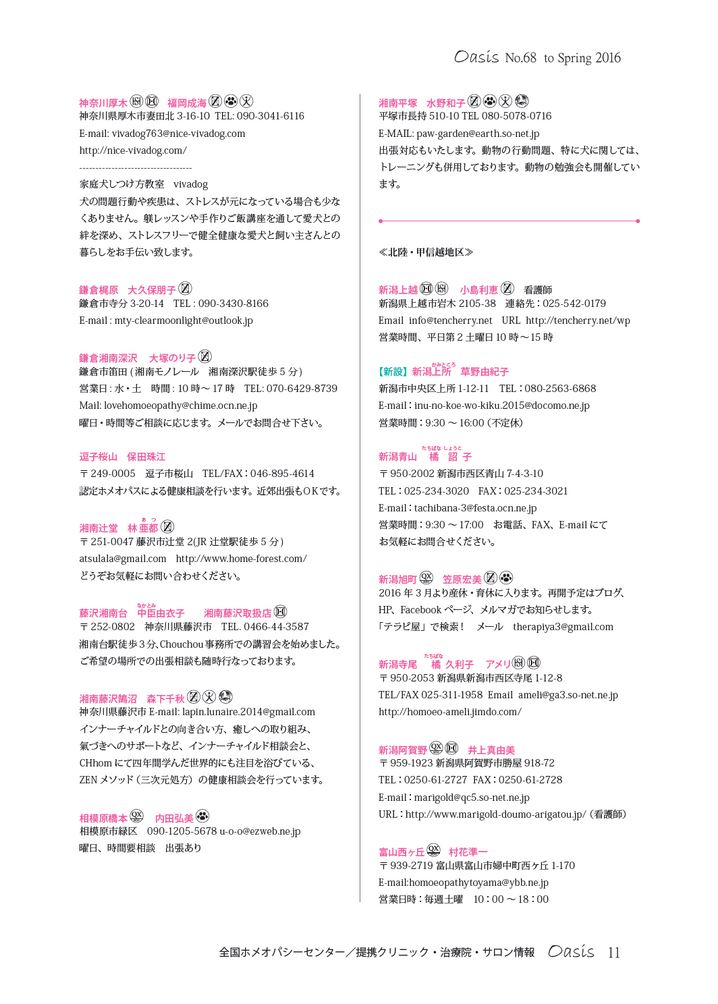 Oasis No.68 to Spring 2016
神奈川厚木 福岡成海
神奈川県厚木市妻田北 3-16-10 TEL: 090-3041-6116
E-mail: vivadog763@nice-vivadog.com
http://nice-vivadog.com/
-----------------------------------
家庭犬しつけ方教室 vivadog
犬の問題行動や疾患は、ストレスが元になっている場合も少な
くありません。躾レッスンや手作りご飯講座を通して愛犬との
絆を深め、ストレスフリーで健全健康な愛犬と飼い主さんとの
暮らしをお手伝い致します。
鎌倉梶原 大久保朋子
鎌倉市寺分 3-20-14 TEL : 090-3430-8166
E-mail : mty-clearmoonlight@outlook.jp
鎌倉湘南深沢 大塚のり子
鎌倉市笛田 ( 湘南モノレール 湘南深沢駅徒歩 5 分 )
営業日 : 水・土 時間 : 10 時〜 17 時 TEL: 070-6429-8739
Mail: lovehomoeopathy@chime.ocn.ne.jp
曜日・時間等ご相談に応じます。メールでお問合せ下さい。
逗子桜山 保田珠江
〒 249-0005 逗子市桜山 TEL/FAX : 046-895-4614
認定ホメオパスによる健康相談を行います。近郊出張もOKです。
あ つ
湘南辻堂 林 亜都
〒 251-0047 藤沢市辻堂 2(JR 辻堂駅徒歩 5 分 )
atsulala@gmail.com http://www.home-forest.com/
どうぞお気軽にお問い合わせください。
なかとみ
藤沢湘南台 中臣由衣子 湘南藤沢取扱店
〒 252-0802 神奈川県藤沢市 TEL. 0466-44-3587
湘南台駅徒歩３分、Chouchou 事務所での講習会を始めました。
ご希望の場所での出張相談も随時行なっております。
湘南藤沢鵠沼 森下千秋
神奈川県藤沢市 E-mail: lapin.lunaire.2014@gmail.com
インナーチャイルドとの向き合い方、癒しへの取り組み、
氣づきへのサポートなど、インナーチャイルド相談会と、
CHhom にて四年間学んだ世界的にも注目を浴びている、
ZEN メソッド（三次元処方）の健康相談会を行っています。
相模原橋本 内田弘美
相模原市緑区 090-1205-5678 u-o-o@ezweb.ne.jp
曜日、時間要相談 出張あり
湘南平塚 水野和子
平塚市長持 510-10 TEL 080-5078-0716
E-MAIL: paw-garden@earth.so-net.jp
出張対応もいたします。動物の行動問題、特に犬に関しては、
トレーニングも併用しております。動物の勉強会も開催してい
ます。
≪北陸・甲信越地区≫
新潟上越 小島利恵 看護師
新潟県上越市岩木 2105-38 連絡先：025-542-0179
Email info@tencherry.net URL http://tencherry.net/wp
営業時間、平日第 2 土曜日 10 時〜 15 時
かみところ
【新設】新潟上所 草野由紀子
新潟市中央区上所 1-12-11 TEL：080-2563-6868
E-mail：inu-no-koe-wo-kiku.2015@docomo.ne.jp
営業時間：9:30 〜 16:00（不定休）
たちばな しょうと
新潟青山 橘 詔 子
〒 950-2002 新潟市西区青山 7-4-3-10
TEL：025-234-3020 FAX：025-234-3021
E-mail：tachibana-3@festa.ocn.ne.jp
営業時間：9:30 〜 17:00 お電話、FAX、E-mail にて
お気軽にお問合せください。
新潟旭町 笠原宏美
2016 年 3 月より産休・育休に入ります。再開予定はブログ、
HP、Facebook ページ、メルマガでお知らせします。
「テラピ屋」で検索！ メール therapiya3@gmail.com
たちばな
新潟寺尾 橘 久利子 アメリ
〒 950-2053 新潟県新潟市西区寺尾 1-12-8
TEL/FAX 025-311-1958 Email ameli@ga3.so-net.ne.jp
http://homoeo-ameli.jimdo.com/
新潟阿賀野 井上真由美
〒 959-1923 新潟県阿賀野市勝屋 918-72
TEL：0250-61-2727 FAX：0250-61-2728
E-mail：marigold@qc5.so-net.ne.jp
URL：http://www.marigold-doumo-arigatou.jp/（看護師）
富山西ヶ丘 村花準一
〒 939-2719 富山県富山市婦中町西ヶ丘 1-170
E-mail:homoeopathytoyama@ybb.ne.jp
営業日時：毎週土曜 10：00 〜 18：00
全国ホメオパシーセンター／提携クリニック・治療院・サロン情報 Oasis 11